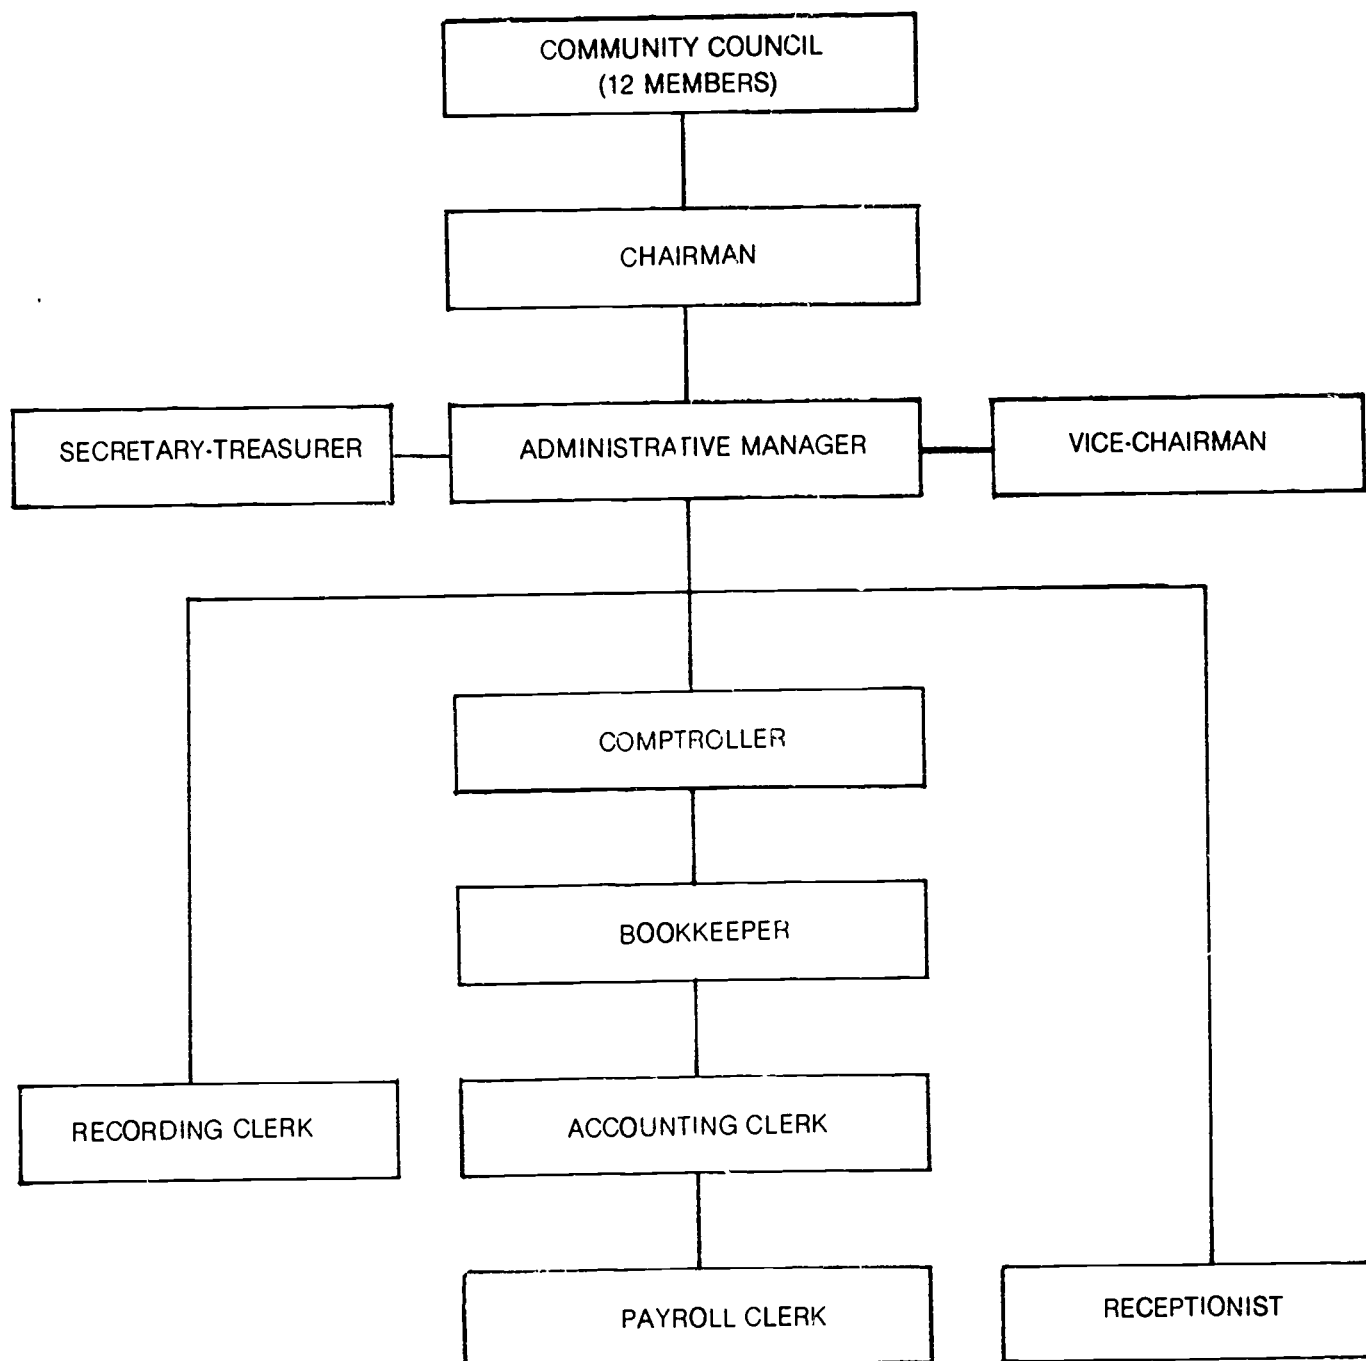 COMMUNITY COUNCIL
(12 MEMBERS)
CHAIRMAN
SECRETARY-TREASURER
ADMINISTRATIVE MANAGER
VICE-CHAIRMAN
COMPTROLLER
BOOKKEEPER
RECORDING CLERK
ACCOUNTING CLERK
PAYROLL CLERK
RECEPTIONIST